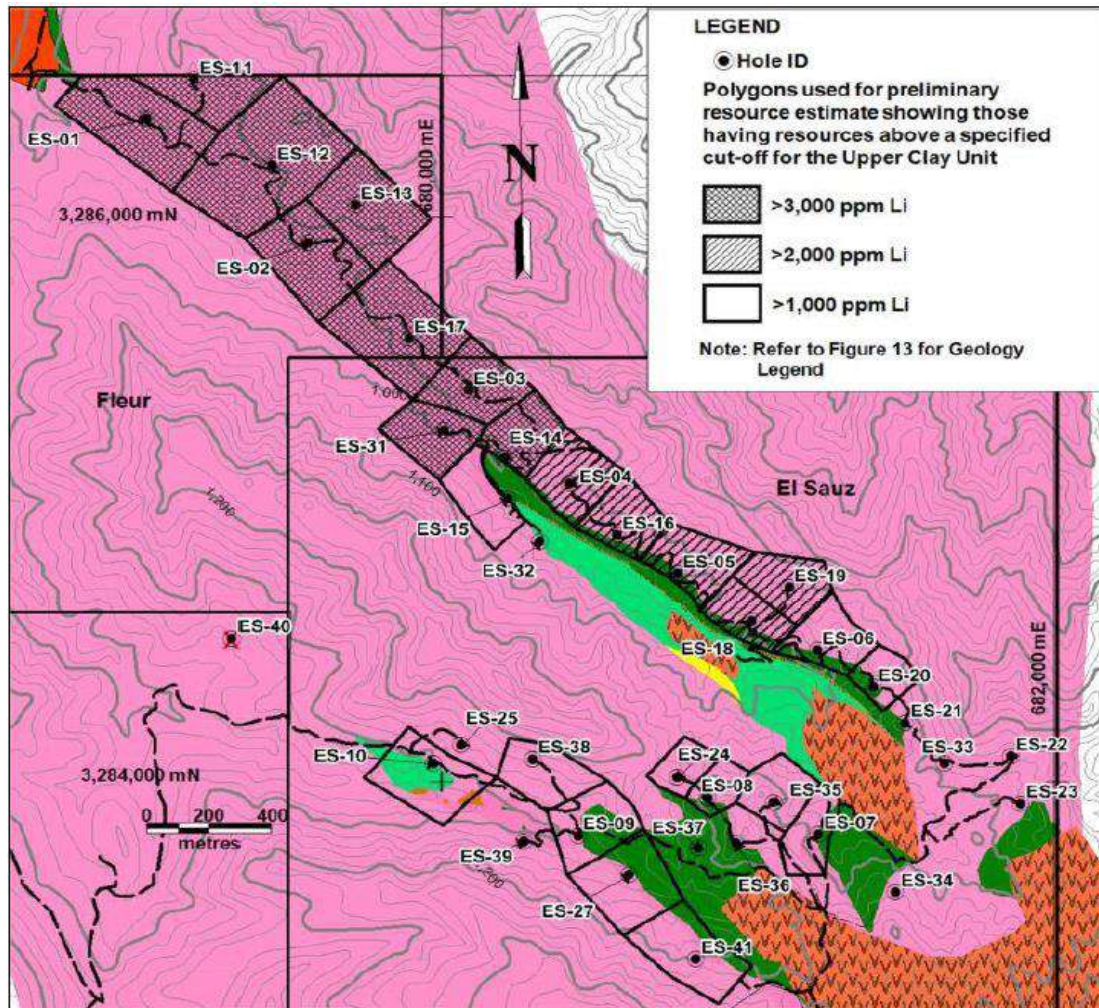 LEGEND
Hole ID
Polygons used for preliminary
resource estimate showing those
having resources above a specified
cut-off for the Upper Clay Unit
>3,000 ppm Li
>2,000 ppm Li
>1,000 ppm Li
Note: Refer to Figure 13 for Geology
Legend
ES-11
ES-01
ES-12
680,000 mE
N
ES-13
3,286,000 mN
ES-02
ES-17
ES-03
1,000
Fleur
ES-31
ES-14
1,100
ES-04
El Sauz
1,200
ES-15
ES-16
ES-32
ES-05
ES-19
ES-40
ES-06
ES-18
682,000 mE
ES-20
ES-21
ES-25
ES-38
ES-33
ES-22
ES-10
ES-24
3,284,000 mN
ES-08
ES-35
ES-23
0 200 400
metres
ES-09
ES-37
ES-07
ES-39
1,200
ES-36
ES-34
ES-27
ES-41